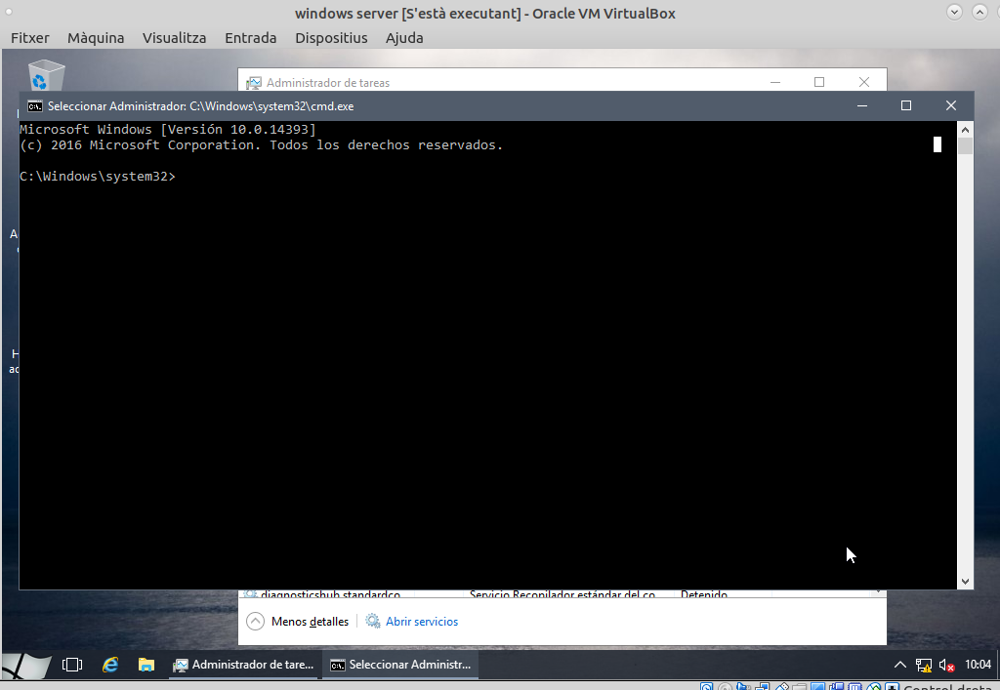 windows server [S'està executant] - Oracle VM VirtualBox
Fitxer Màquina Visualitza Entrada Dispositius Ajuda
Administrador de tareas
Seleccionar Administrador: C:\Windows\system32\cmd.exe
Microsoft Windows [Versión 10.0.14393]
(c) 2016 Microsoft Corporation. Todos los derechos reservados.
C:\Windows\system32>
A
H
ac
diagnosticshub.standardco... Servicio Recopilador estándar del co... Detenido
Menos detalles Abrir servicios
Administrador de tare... Seleccionar Administr... 10:04
Control dreta